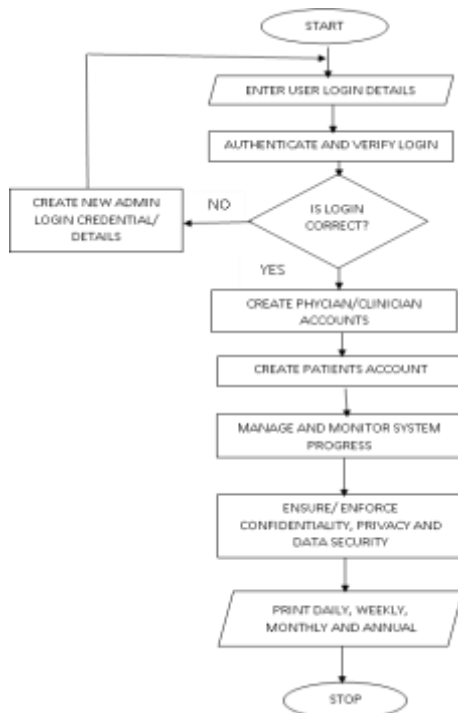 START
ENTER USER LOGIN DETAILS
AUTHENTICATE AND VERIFY LOGIN
IS LOGIN
CORRECT?
NO
CREATE NEW ADMIN
LOGIN CREDENTIAL/
DETAILS
YES
CREATE PHYCIAN/CLINICIAN
ACCOUNTS
CREATE PATIENTS ACCOUNT
MANAGE AND MONITOR SYSTEM
PROGRESS
ENSURE/ ENFORCE
CONFIDENTIALITY, PRIVACY AND
DATA SECURITY
PRINT DAILY, WEEKLY,
MONTHLY AND ANNUAL
STOP